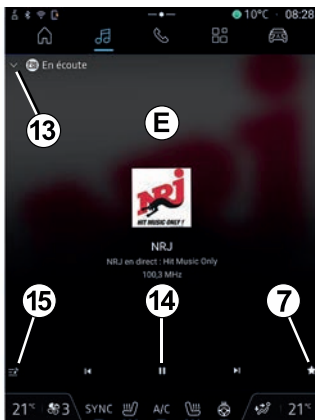 10°C 08:28
En écoute
13
E
NRJ
HIT MUSIC ONLY !
NRJ
NRJ en direct : Hit Music Only
100,3 MHz
15
14
7
21°C 3 SYNC A/C 21°C